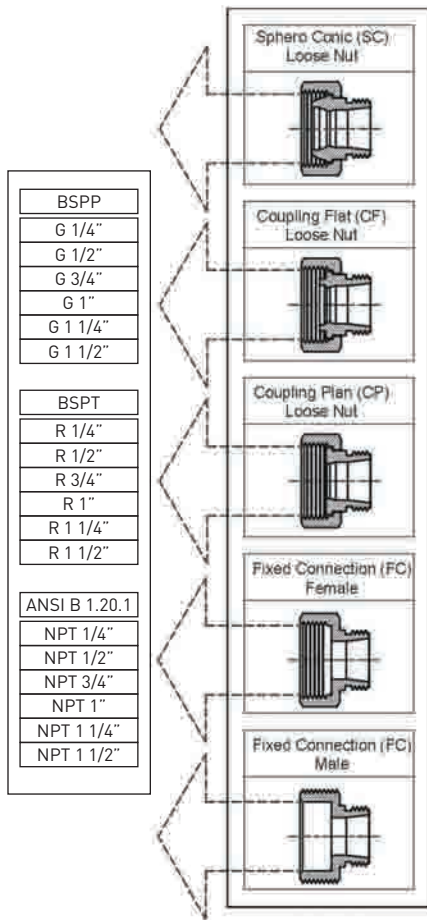 BSPP
G 1/4”
G 1/2”
G 3/4”
G 1”
G 1 1/4”
G 1 1/2”
BSPT
R 1/4”
R 1/2”
R 3/4”
R 1”
R 1 1/4”
R 1 1/2”
ANSI B 1.20.1
NPT 1/4”
NPT 1/2”
NPT 3/4”
NPT 1”
NPT 1 1/4”
NPT 1 1/2”
Sphero Conic (SC)
Loose Nut
Coupling Flat (CF)
Loose Nut
Coupling Plan (CP)
Loose Nut
Fixed Connection (FC)
Female
Fixed Connection (FC)
Male